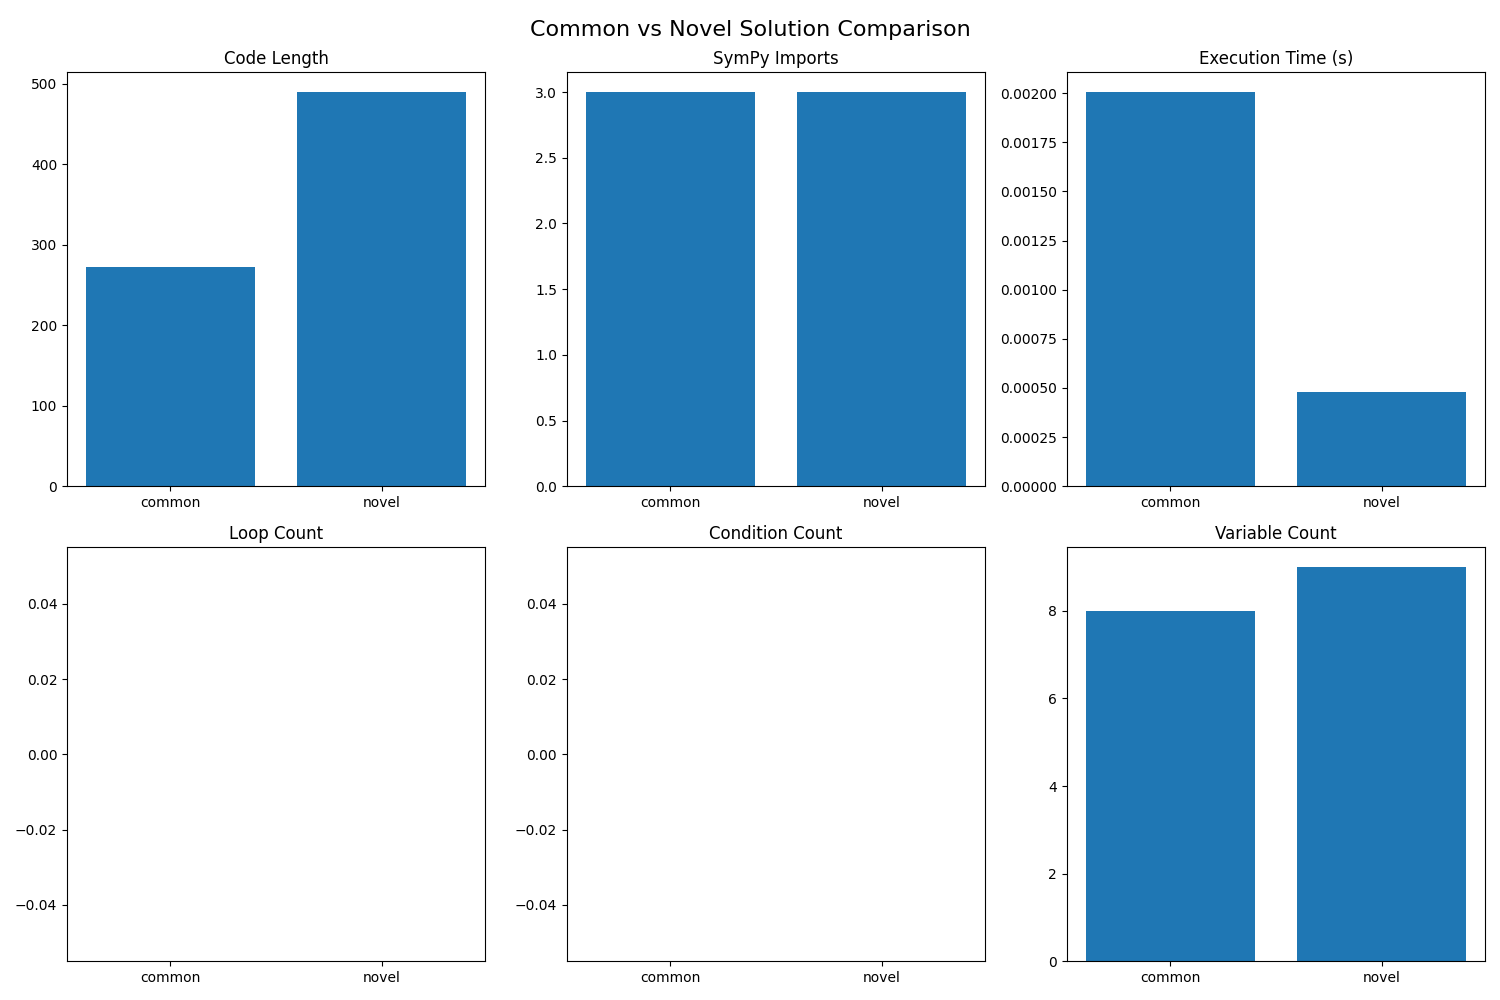 Common vs Novel Solution Comparison
Code Length
500
400
300
200
100
0
common novel
SymPy Imports
3.0
2.5
2.0
1.5
1.0
0.5
0.0
common novel
Execution Time (s)
0.00200
0.00175
0.00150
0.00125
0.00100
0.00075
0.00050
0.00025
0.00000
common novel
Loop Count
0.04
0.02
0.00
−0.02
−0.04
common novel
Condition Count
0.04
0.02
0.00
−0.02
−0.04
common novel
Variable Count
8
6
4
2
0
common novel